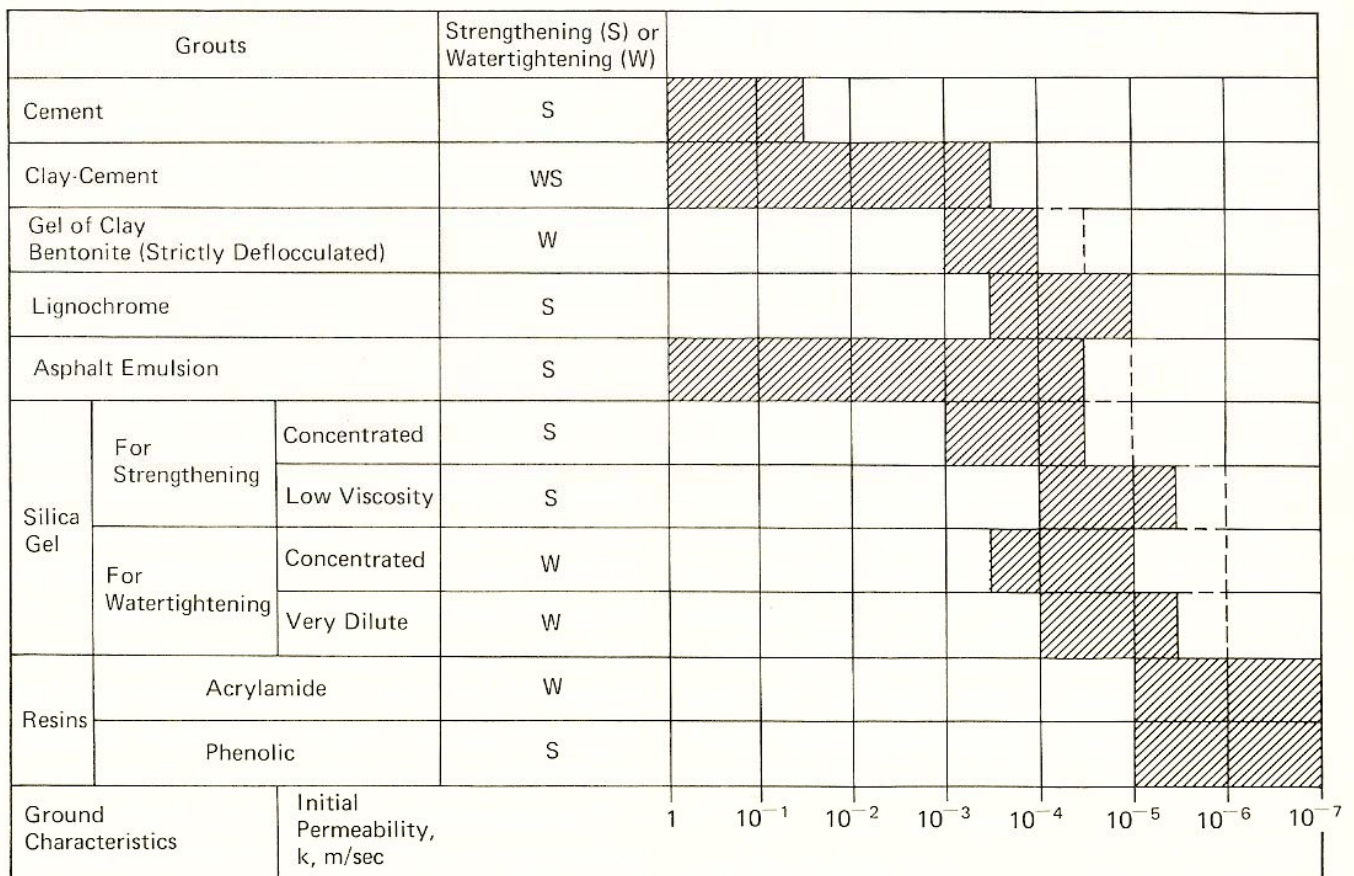 Grouts
Strengthening (S) or
Watertightening (W)
Cement
S
Clay-Cement
WS
Gel of Clay
Bentonite (Strictly Deflocculated)
W
Lignochrome
S
Asphalt Emulsion
S
Silica
Gel
For
Strengthening
Concentrated
S
Low Viscosity
S
For
Watertightening
Concentrated
W
Very Dilute
W
Resins
Acrylamide
W
Phenolic
S
Ground
Characteristics
Initial
Permeability,
k, m/sec
1 10⁻¹ 10⁻² 10⁻³ 10⁻⁴ 10⁻⁵ 10⁻⁶ 10⁻⁷